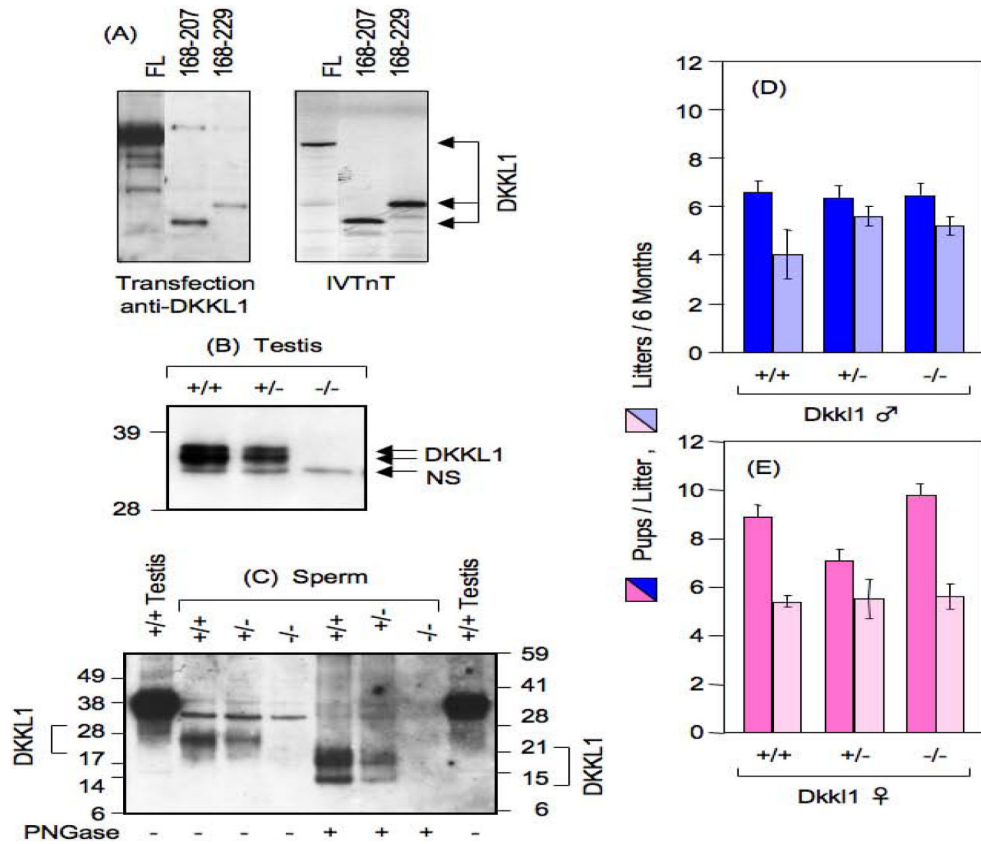 (A)
FL
168-207
168-229
FL
168-207
168-229
DKKL1
Transfection
anti-DKKL1
IVTnT
(B) Testis
+/+ +/- -/-
39
28
DKKL1
NS
(C) Sperm
+/+ Testis
+/+
+/-
-/-
+/+
+/-
-/-
+/+ Testis
49
38
28
17
14
6
DKKL1
59
41
28
21
15
6
DKKL1
PNGase - - - - + + + -
(D)
12
10
8
6
4
2
0
+/+ +/- -/-
Dkkl1 ♂
Pups / Litter , Litters / 6 Months
(E)
12
10
8
6
4
2
0
+/+ +/- -/-
Dkkl1 ♀